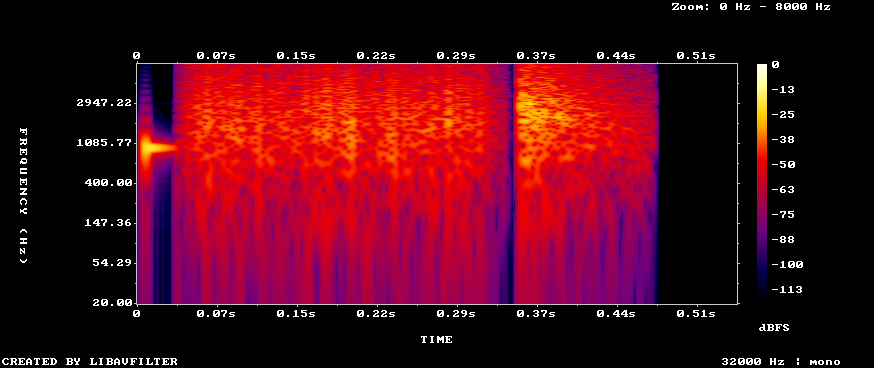 Zoom: 0 Hz - 8000 Hz
0 0.07s 0.15s 0.22s 0.29s 0.37s 0.44s 0.51s
0
-13
-25
-38
-50
-63
-75
-88
-100
-113
dBFS
2947.22
1085.77
400.00
147.36
54.29
20.00
FREQUENCY (Hz)
0 0.07s 0.15s 0.22s 0.29s 0.37s 0.44s 0.51s
TIME
CREATED BY LIBAVFILTER
32000 Hz | mono